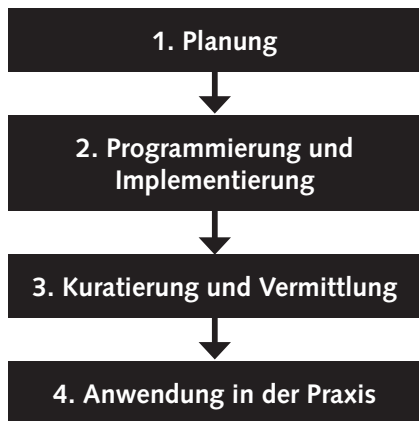 1. Planung
2. Programmierung und
Implementierung
3. Kuratierung und Vermittlung
4. Anwendung in der Praxis